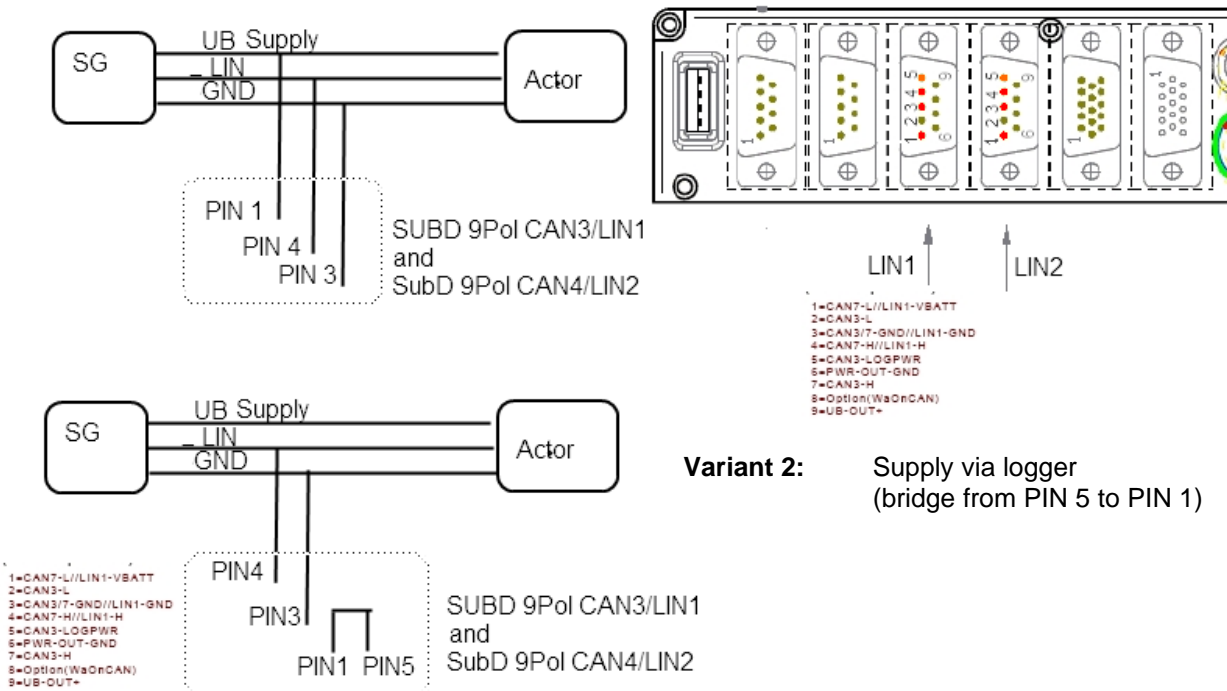 SG
UB Supply
_ LIN
GND
Actor
PIN 1
PIN 4
PIN 3
SUBD 9Pol CAN3/LIN1
and
SubD 9Pol CAN4/LIN2
1
1
1 2 3 4 5
6 9
1 2 3 4 5
6 9
1
1
LIN1
LIN2
1=CAN7-L//LIN1-VBATT
2=CAN3-L
3=CAN3/7-GND//LIN1-GND
4=CAN7-H//LIN1-H
5=CAN3-LOGPWR
6=PWR-OUT-GND
7=CAN3-H
8=Option(WaOnCAN)
9=UB-OUT+
SG
UB Supply
_ LIN
GND
Actor
Variant 2: Supply via logger
(bridge from PIN 5 to PIN 1)
1=CAN7-L//LIN1-VBATT
2=CAN3-L
3=CAN3/7-GND//LIN1-GND
4=CAN7-H//LIN1-H
5=CAN3-LOGPWR
6=PWR-OUT-GND
7=CAN3-H
8=Option(WaOnCAN)
9=UB-OUT+
PIN4
PIN3
PIN1 PIN5
SUBD 9Pol CAN3/LIN1
and
SubD 9Pol CAN4/LIN2